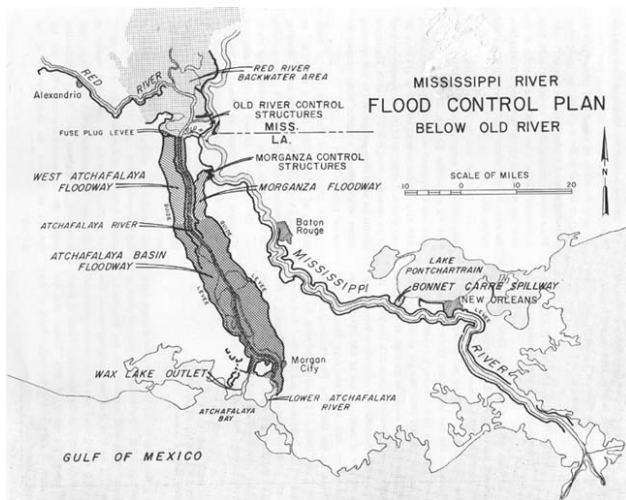 MISSISSIPPI RIVER
FLOOD CONTROL PLAN
BELOW OLD RIVER
SCALE OF MILES
10 0 10 20
N
RED RIVER
Alexandria
RED RIVER
BACKWATER AREA
OLD RIVER CONTROL
STRUCTURES
FUSE PLUG LEVEE
MISS.
LA.
MORGANZA CONTROL
STRUCTURES
WEST ATCHAFALAYA
FLOODWAY
MORGANZA FLOODWAY
ATCHAFALAYA RIVER
Baton
Rouge
ATCHAFALAYA BASIN
FLOODWAY
LEVEE
LEVEE
MISSISSIPPI
RIVER
LAKE
PONTCHARTRAIN
BONNET CARRE SPILLWAY
NEW ORLEANS
LEVEE
Morgan
City
WAX LAKE OUTLET
LOWER ATCHAFALAYA
RIVER
ATCHAFALAYA
BAY
GULF OF MEXICO